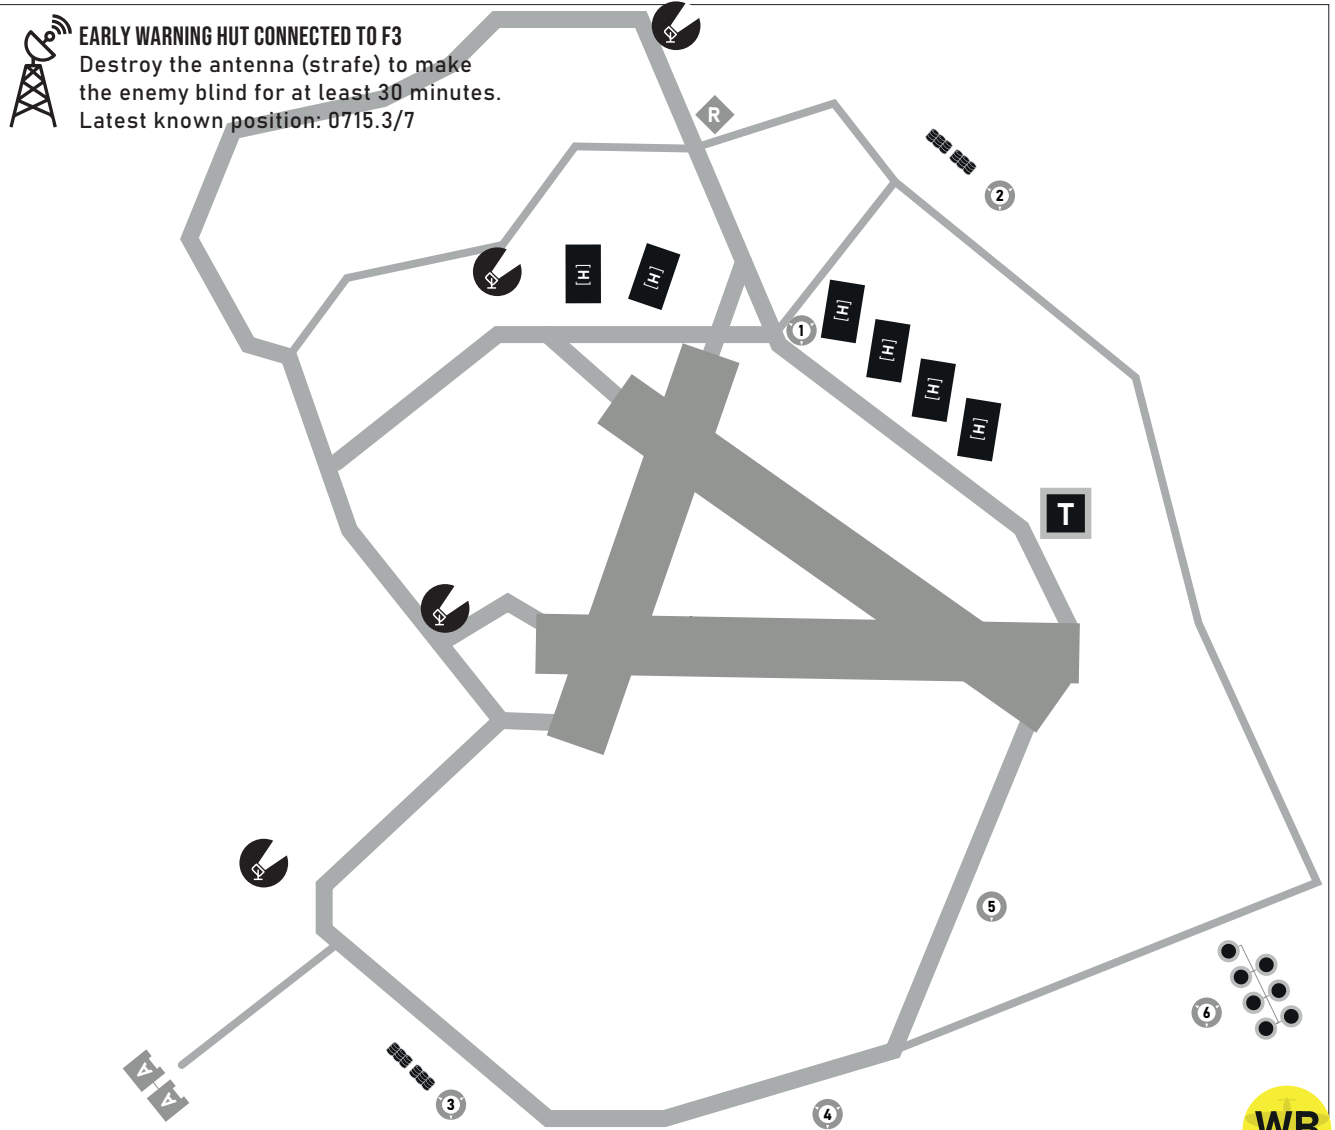 EARLY WARNING HUT CONNECTED TO F3
Destroy the antenna (strafe) to make
the enemy blind for at least 30 minutes.
Latest known position: 0715.3/7
R
2
[H]
[H]
1
[H]
[H]
[H]
[H]
T
5
6
A
A
3
4
WB